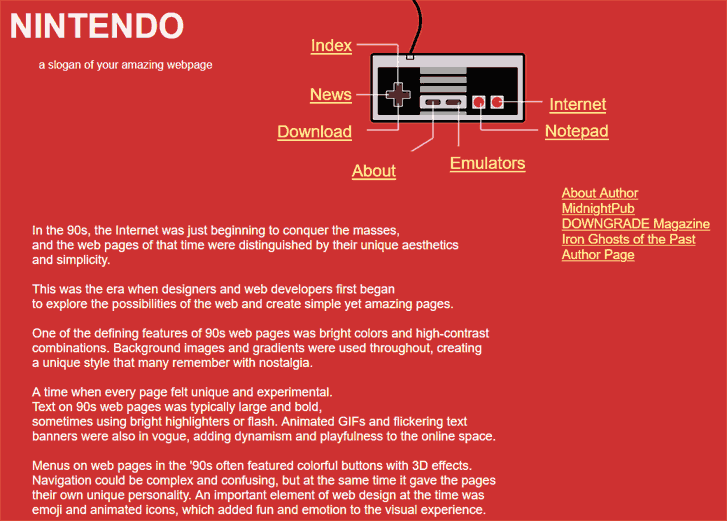 NINTENDO
a slogan of your amazing webpage
Index
News
Download
About
Emulators
Internet
Notepad
About Author
MidnightPub
DOWNGRADE Magazine
Iron Ghosts of the Past
Author Page
In the 90s, the Internet was just beginning to conquer the masses,
and the web pages of that time were distinguished by their unique aesthetics
and simplicity.
This was the era when designers and web developers first began
to explore the possibilities of the web and create simple yet amazing pages.
One of the defining features of 90s web pages was bright colors and high-contrast
combinations. Background images and gradients were used throughout, creating
a unique style that many remember with nostalgia.
A time when every page felt unique and experimental.
Text on 90s web pages was typically large and bold,
sometimes using bright highlighters or flash. Animated GIFs and flickering text
banners were also in vogue, adding dynamism and playfulness to the online space.
Menus on web pages in the '90s often featured colorful buttons with 3D effects.
Navigation could be complex and confusing, but at the same time it gave the pages
their own unique personality. An important element of web design at the time was
emoji and animated icons, which added fun and emotion to the visual experience.